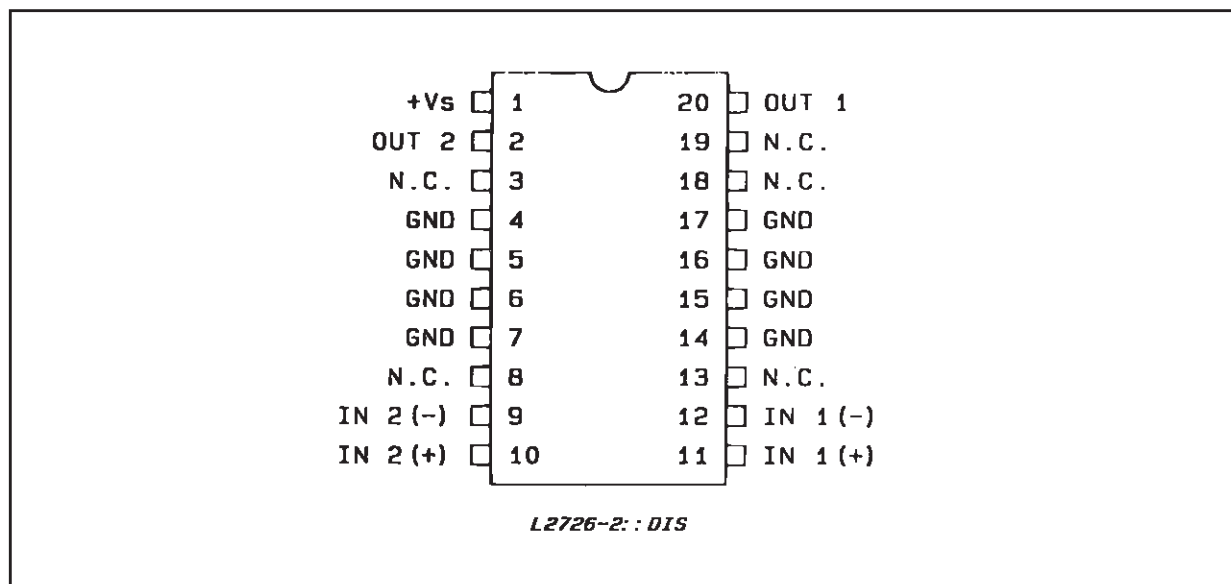 +Vs 1 20 OUT 1
OUT 2 2 19 N.C.
N.C. 3 18 N.C.
GND 4 17 GND
GND 5 16 GND
GND 6 15 GND
GND 7 14 GND
N.C. 8 13 N.C.
IN 2(-) 9 12 IN 1(-)
IN 2(+) 10 11 IN 1(+)
L2726-2::DIS